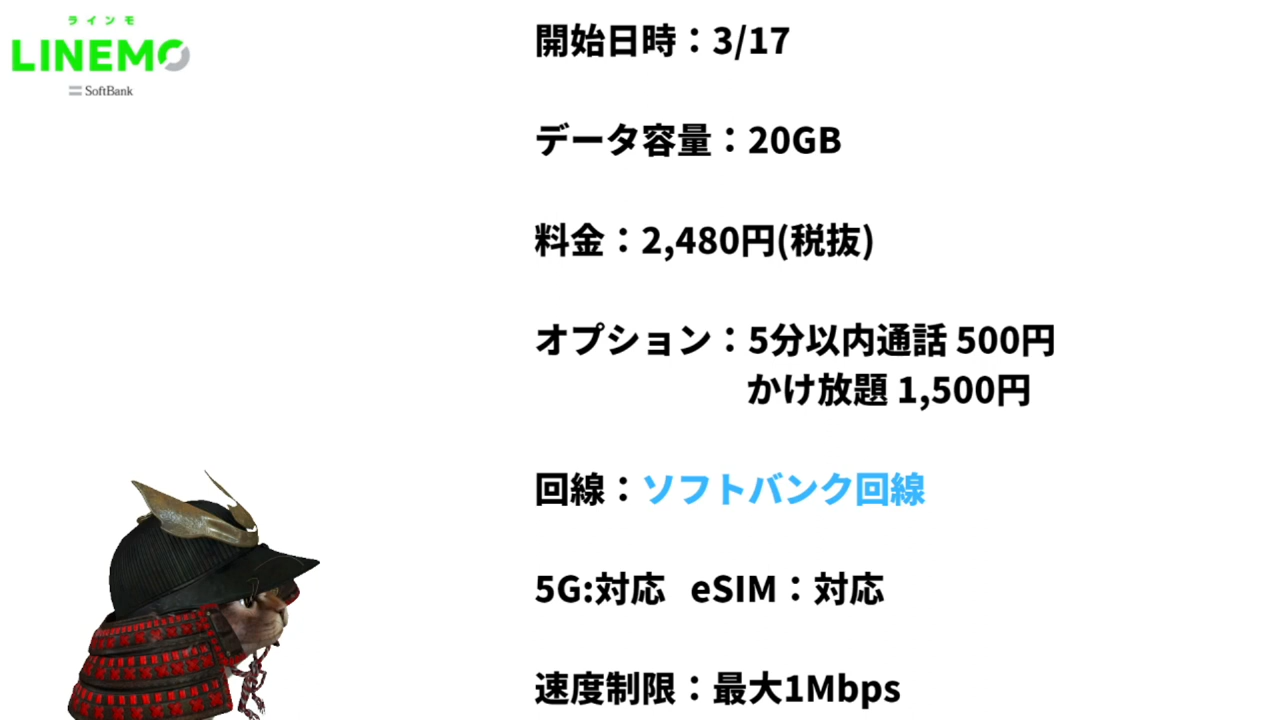 ラインモ
LINEMO
SoftBank
開始日時：3/17
データ容量：20GB
料金：2,480円(税抜)
オプション：5分以内通話 500円
かけ放題 1,500円
回線：ソフトバンク回線
5G:対応 eSIM：対応
速度制限：最大1Mbps